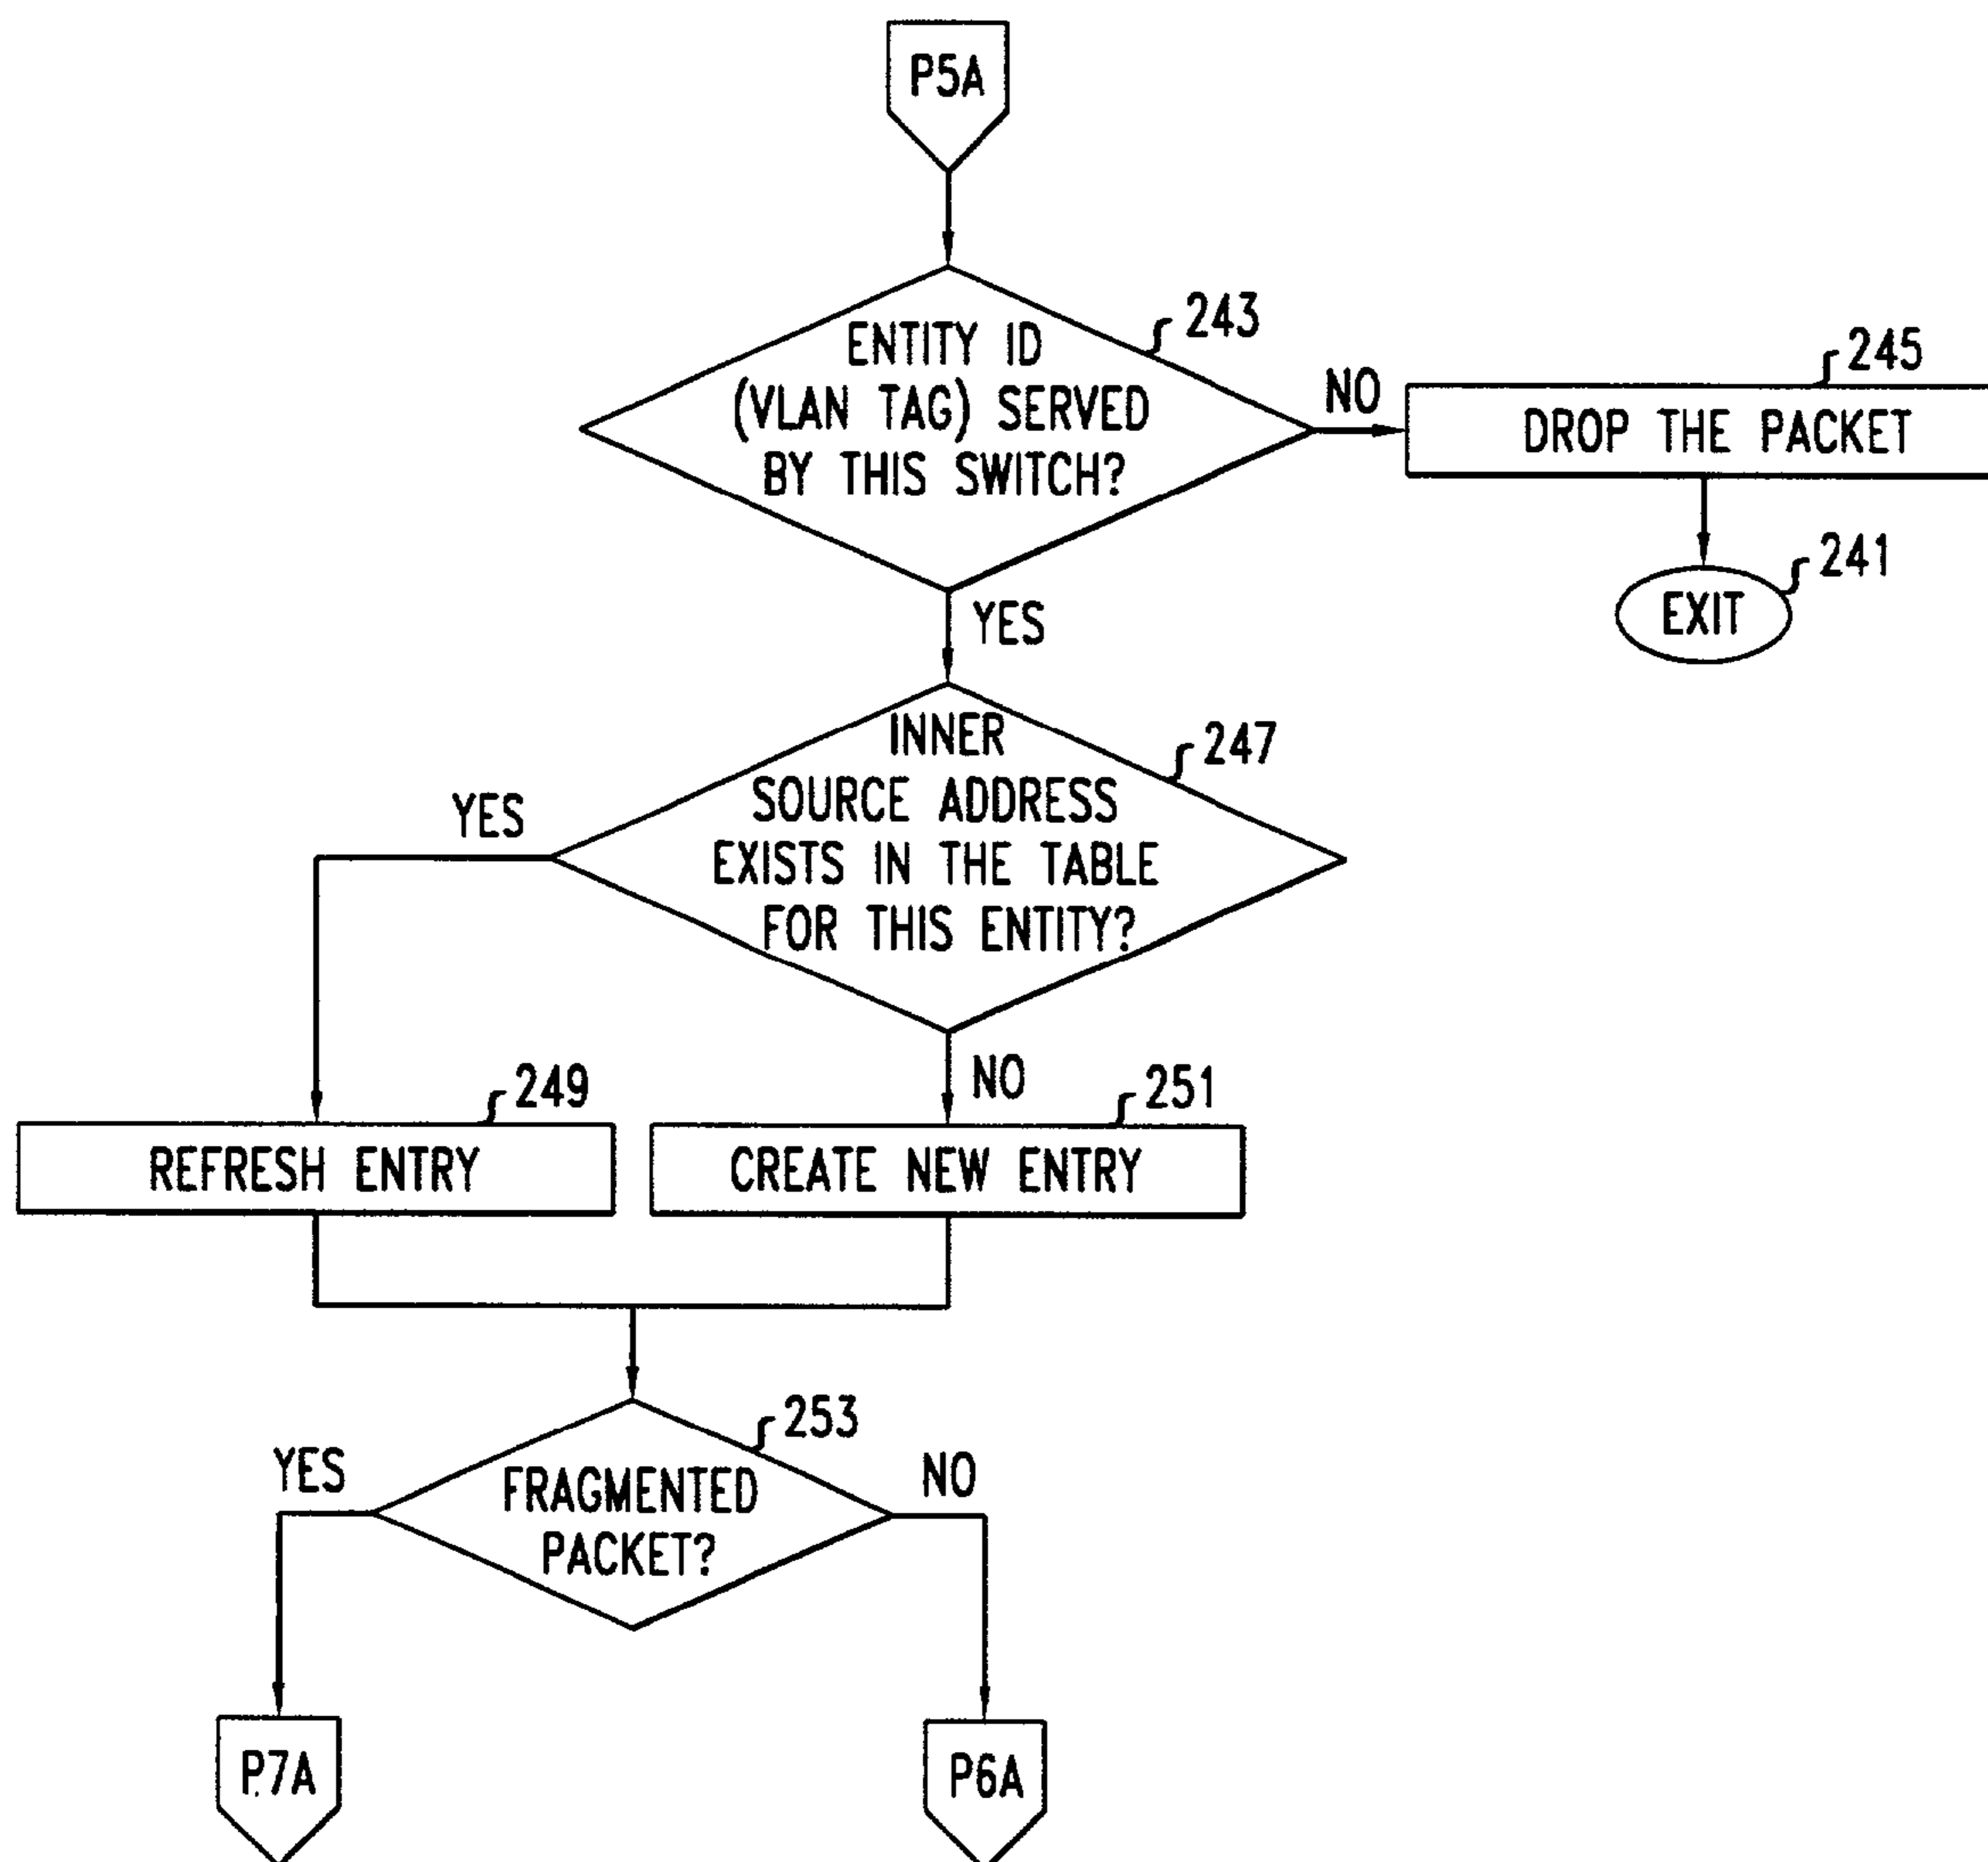 P5A
243
ENTITY ID
(VLAN TAG) SERVED
BY THIS SWITCH?
NO
245
DROP THE PACKET
241
EXIT
YES
247
INNER
SOURCE ADDRESS
EXISTS IN THE TABLE
FOR THIS ENTITY?
YES
NO
249
REFRESH ENTRY
251
CREATE NEW ENTRY
253
FRAGMENTED
PACKET?
YES
NO
P7A
P6A